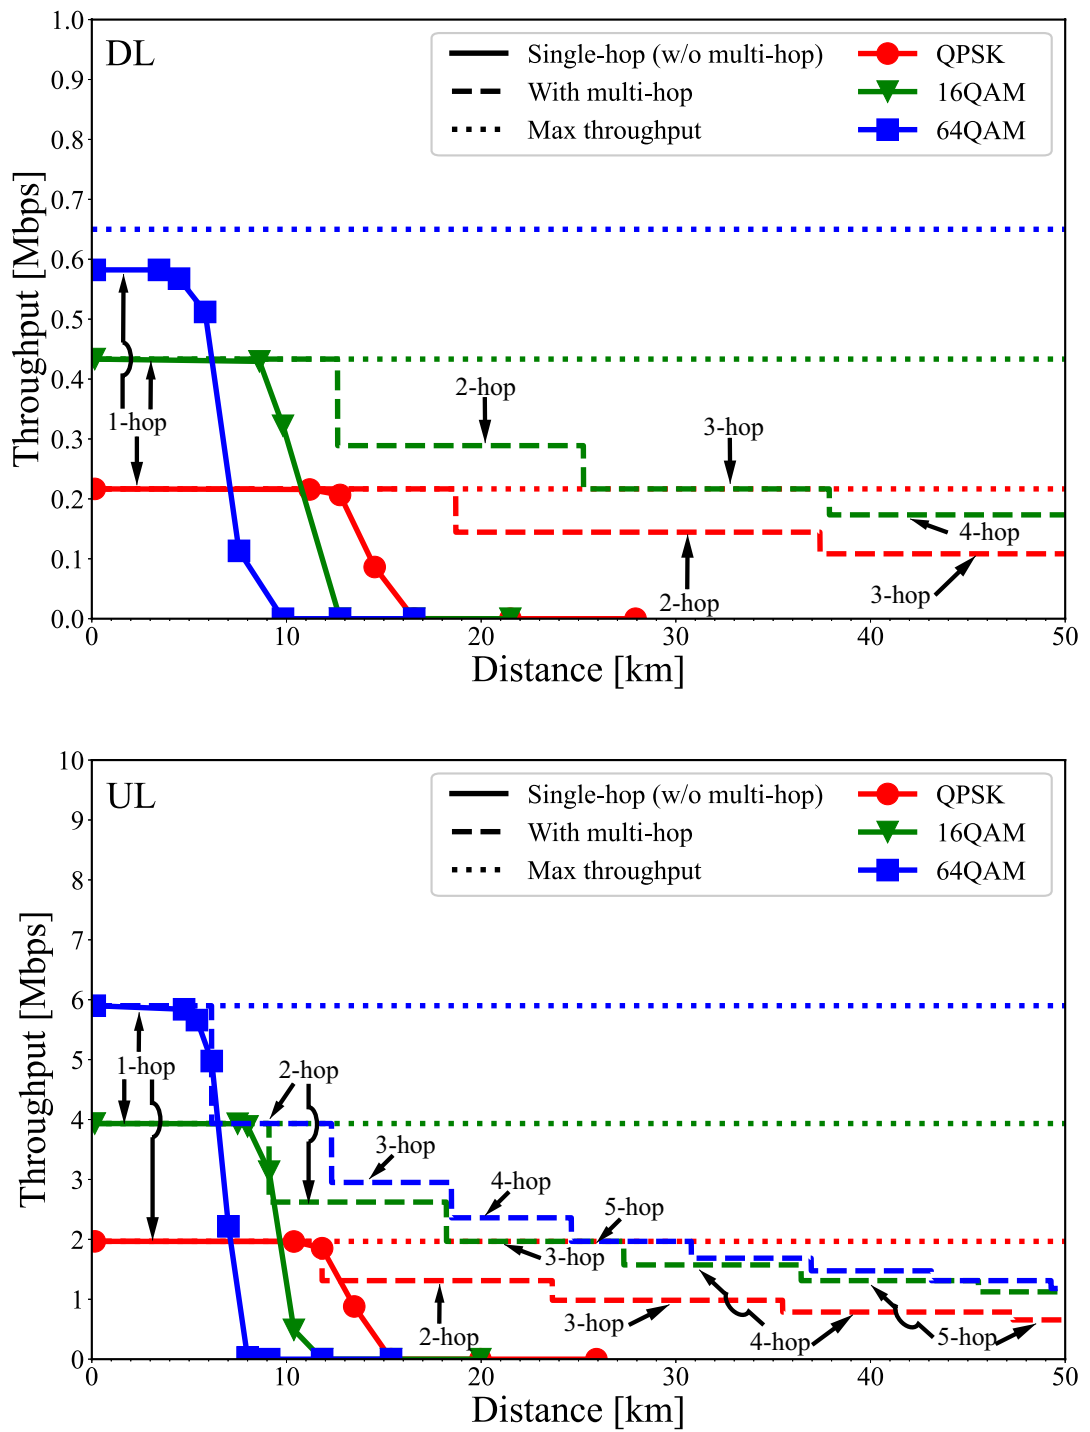 DL
Single-hop (w/o multi-hop)
With multi-hop
Max throughput
QPSK
16QAM
64QAM
Throughput [Mbps]
1.0
0.9
0.8
0.7
0.6
0.5
0.4
0.3
0.2
0.1
0.0
1-hop
2-hop
3-hop
4-hop
2-hop
3-hop
0 10 20 30 40 50
Distance [km]
UL
Single-hop (w/o multi-hop)
With multi-hop
Max throughput
QPSK
16QAM
64QAM
Throughput [Mbps]
10
9
8
7
6
5
4
3
2
1
0
1-hop
2-hop
3-hop
4-hop
5-hop
3-hop
2-hop
3-hop
4-hop
5-hop
0 10 20 30 40 50
Distance [km]